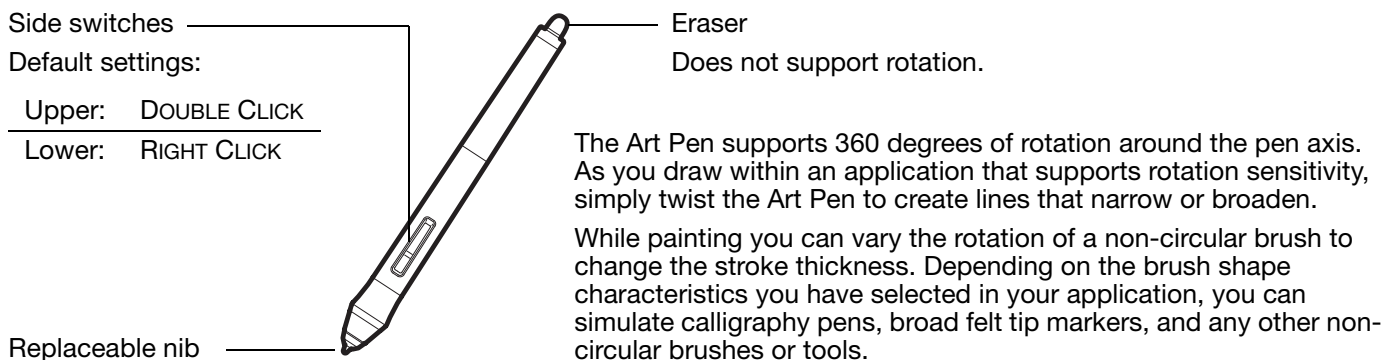 Side switches
Default settings:
Upper: DOUBLE CLICK
Lower: RIGHT CLICK
Replaceable nib
Eraser
Does not support rotation.
The Art Pen supports 360 degrees of rotation around the pen axis.
As you draw within an application that supports rotation sensitivity,
simply twist the Art Pen to create lines that narrow or broaden.
While painting you can vary the rotation of a non-circular brush to
change the stroke thickness. Depending on the brush shape
characteristics you have selected in your application, you can
simulate calligraphy pens, broad felt tip markers, and any other non-
circular brushes or tools.